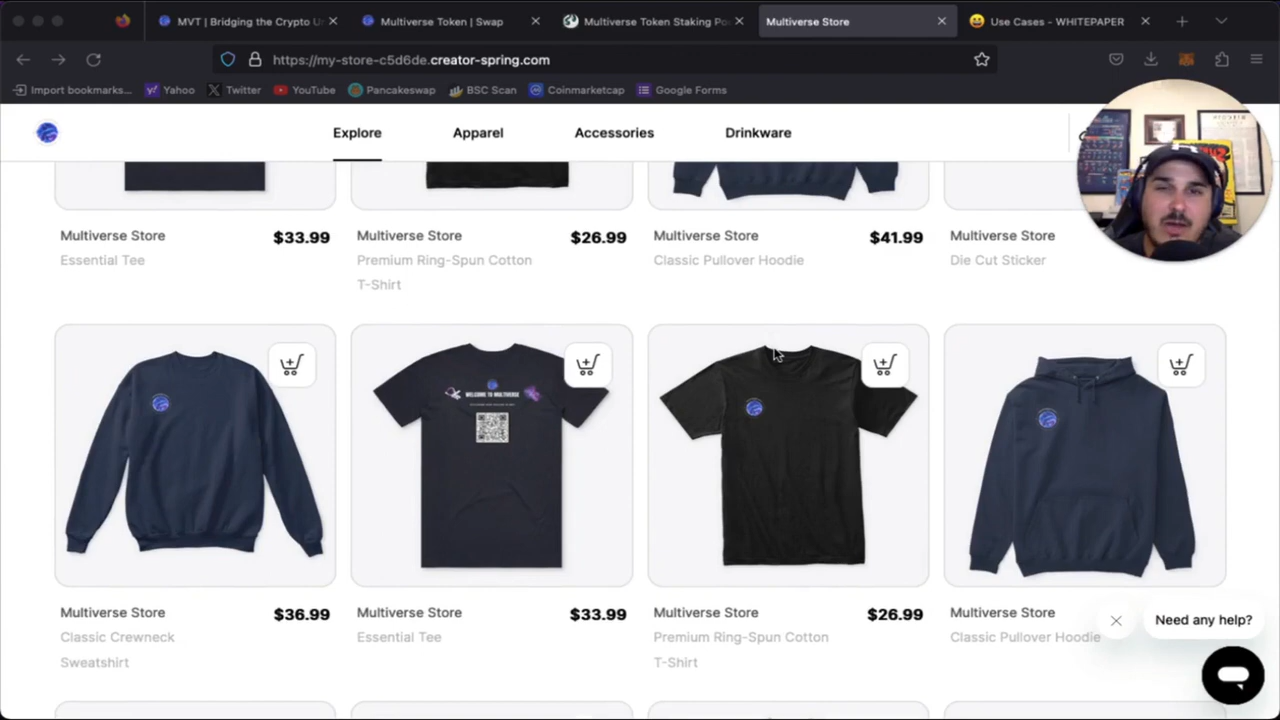 MVT | Bridging the Crypto U
Multiverse Token | Swap
Multiverse Token Staking Po
Multiverse Store
Use Cases - WHITEPAPER
https://my-store-c5d6de.creator-spring.com
Import bookmarks...
Yahoo
Twitter
YouTube
Pancakeswap
BSC Scan
Coinmarketcap
Google Forms
Explore
Apparel
Accessories
Drinkware
Multiverse Store
$33.99
Essential Tee
Multiverse Store
$26.99
Premium Ring-Spun Cotton
T-Shirt
Multiverse Store
$41.99
Classic Pullover Hoodie
Multiverse Store
Die Cut Sticker
WELCOME TO MULTIVERSE
Multiverse Store
$36.99
Classic Crewneck
Sweatshirt
Multiverse Store
$33.99
Essential Tee
Multiverse Store
$26.99
Premium Ring-Spun Cotton
T-Shirt
Multiverse Store
Classic Pullover Hoodie
Need any help?